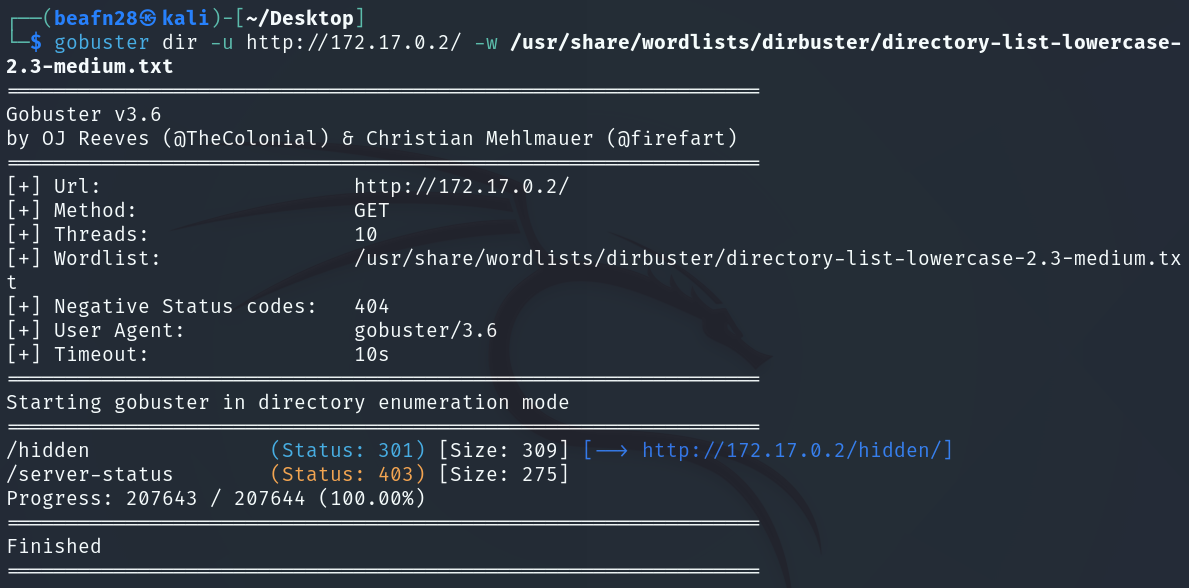 ┌──(beafn28㉿kali)-[~/Desktop]
└─$ gobuster dir -u http://172.17.0.2/ -w /usr/share/wordlists/dirbuster/directory-list-lowercase-
2.3-medium.txt
===============================================================
Gobuster v3.6
by OJ Reeves (@TheColonial) & Christian Mehlmauer (@firefart)
===============================================================
[+] Url:                     http://172.17.0.2/
[+] Method:                  GET
[+] Threads:                 10
[+] Wordlist:                /usr/share/wordlists/dirbuster/directory-list-lowercase-2.3-medium.tx
t
[+] Negative Status codes:   404
[+] User Agent:              gobuster/3.6
[+] Timeout:                 10s
===============================================================
Starting gobuster in directory enumeration mode
===============================================================
/hidden               (Status: 301) [Size: 309] [--> http://172.17.0.2/hidden/]
/server-status        (Status: 403) [Size: 275]
Progress: 207643 / 207644 (100.00%)
===============================================================
Finished
===============================================================